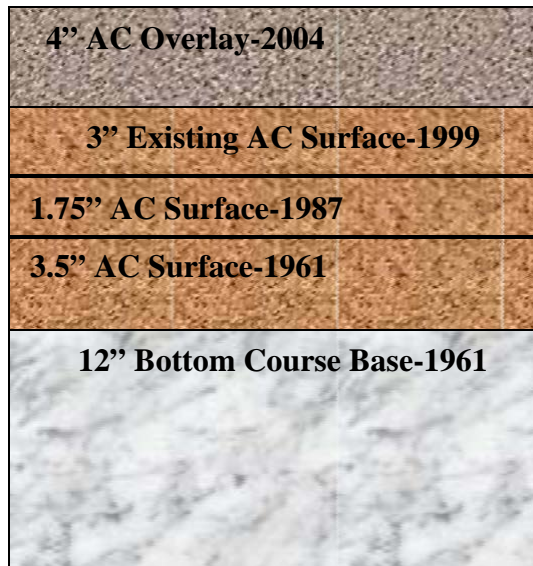 4” AC Overlay-2004
3” Existing AC Surface-1999
1.75” AC Surface-1987
3.5” AC Surface-1961
12” Bottom Course Base-1961